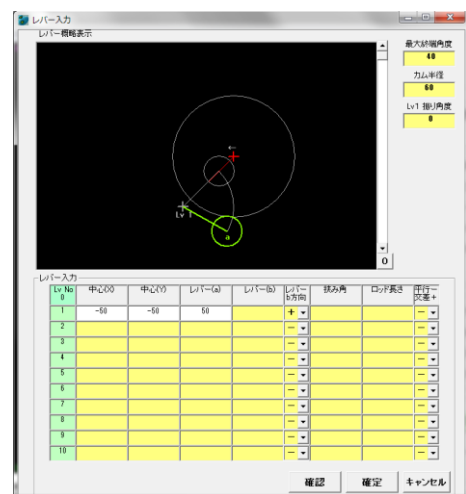 レバー入力
レバー概略表示
最大終端角度
40
カム半径
60
Lv1 揺り角度
0
←
Lv 1
a
0
レバー入力
Lv No 中心(X) 中心(Y) レバー(a) レバー(b) レバー 挟み角 ロッド長さ 平行ー
0 b方向 交差+
1 -50 -50 50 + ー
2 ー ー
3 ー ー
4 ー ー
5 ー ー
6 ー ー
7 ー ー
8 ー ー
9 ー ー
10 ー ー
確認 確定 キャンセル